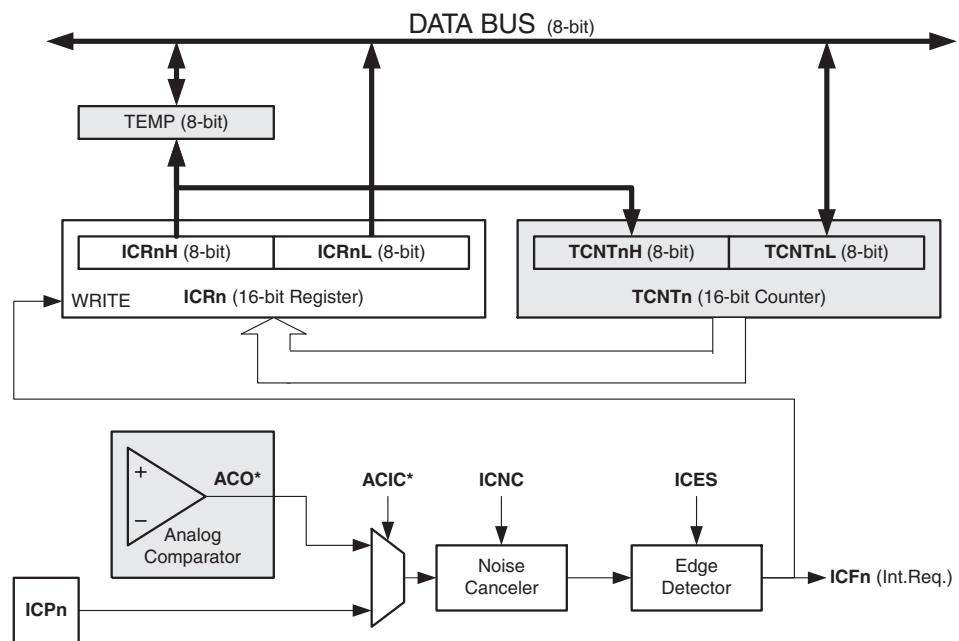 DATA BUS (8-bit)
TEMP (8-bit)
ICRnH (8-bit) ICRnL (8-bit) TCNTnH (8-bit) TCNTnL (8-bit)
WRITE ICRn (16-bit Register) TCNTn (16-bit Counter)
+ ACO* ACIC* ICNC ICES
−
Analog
Comparator
Noise
Canceler
Edge
Detector
ICFn (Int.Req.)
ICPn